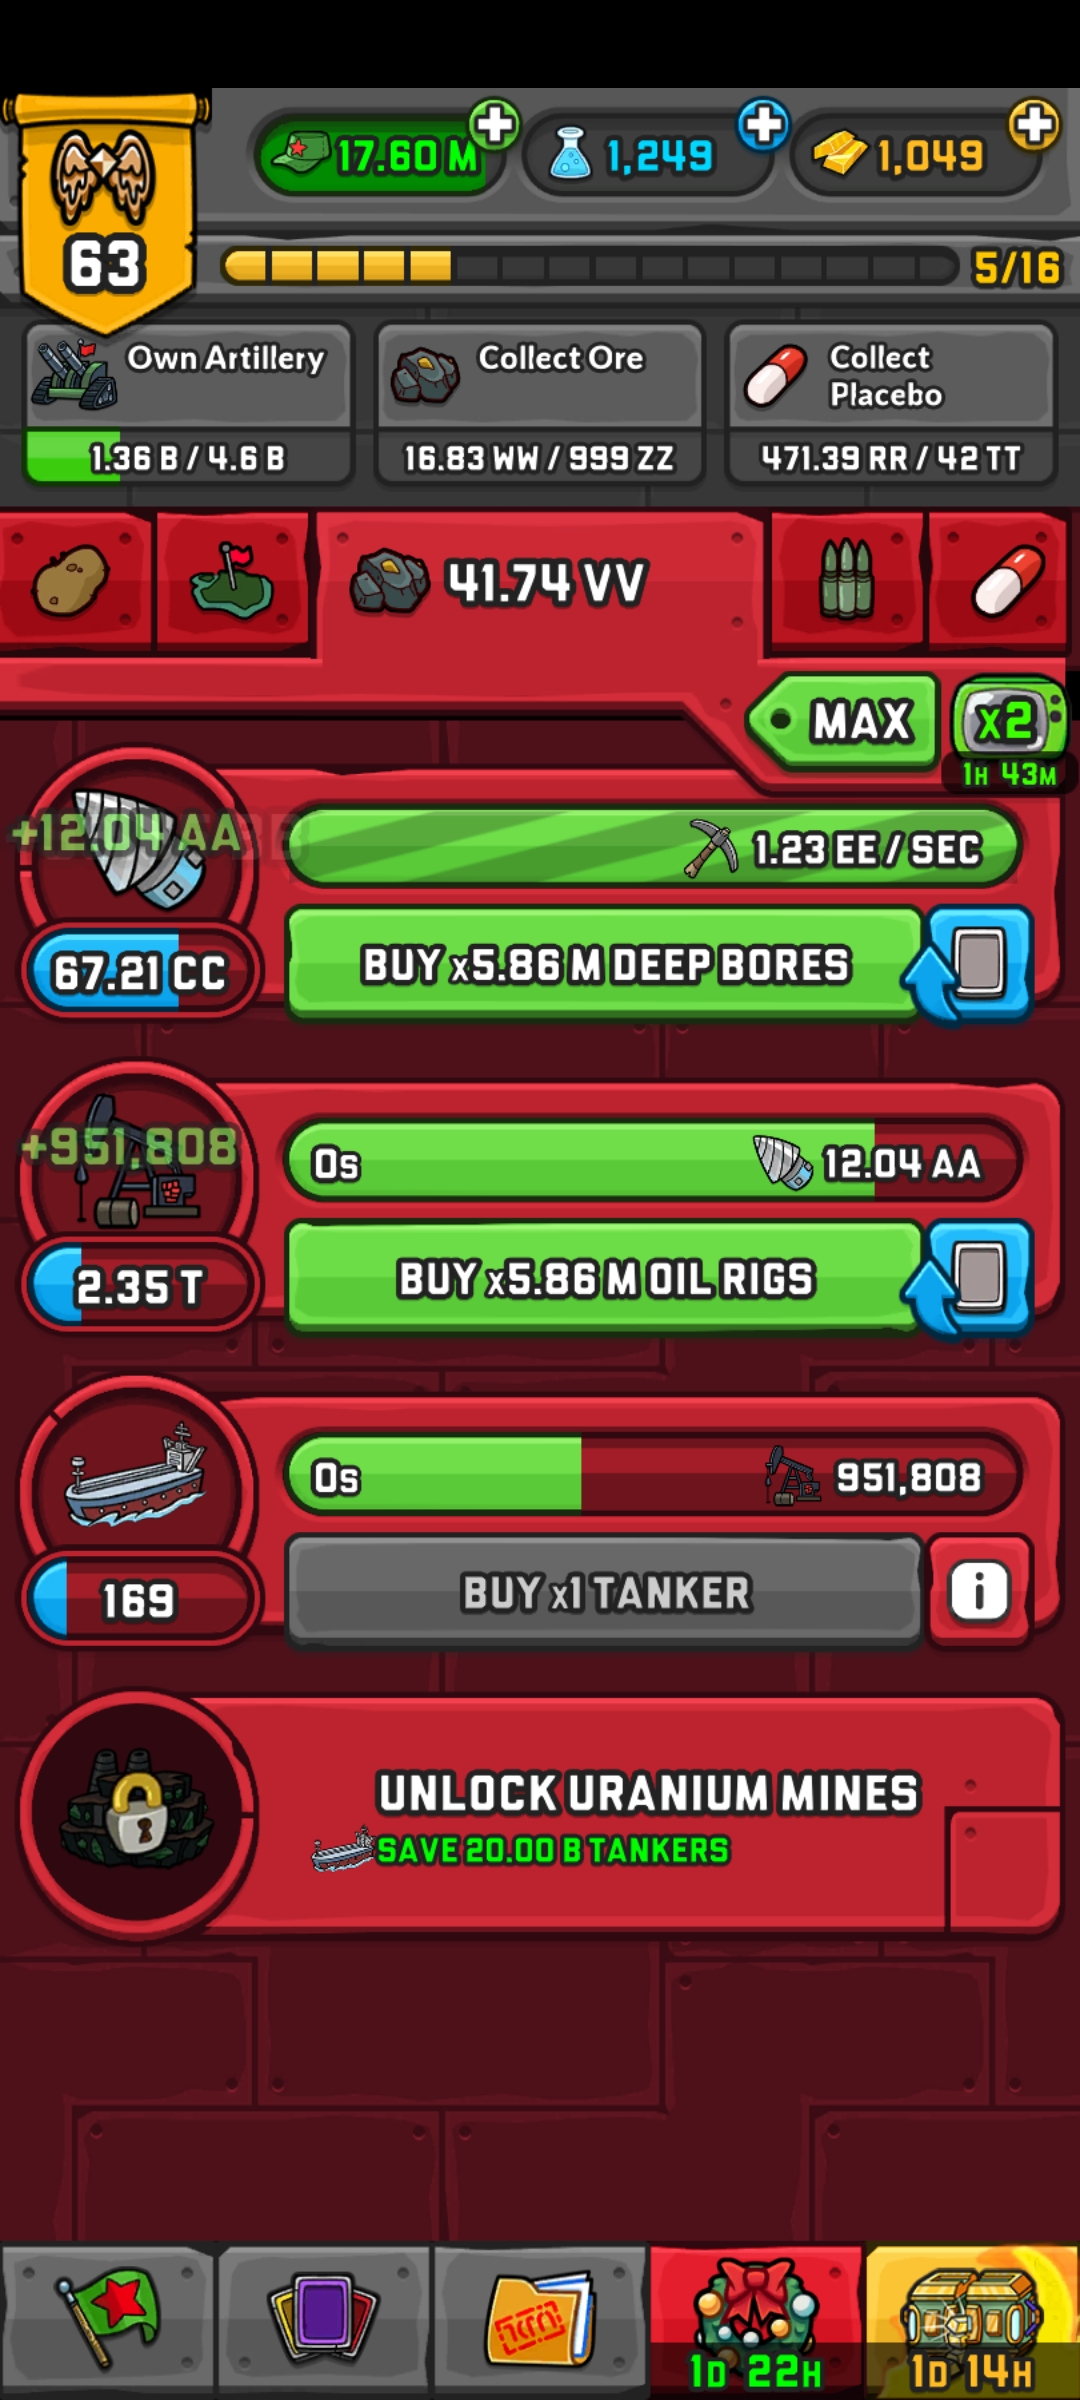 17.60 M
1,249
1,049
63
5/16
Own Artillery
1.36 B / 4.6 B
Collect Ore
16.83 WW / 999 ZZ
Collect
Placebo
471.39 RR / 42 TT
41.74 VV
MAX
x2
1H 43M
+12.04 AA
1.23 EE / SEC
67.21 CC
BUY x5.86 M DEEP BORES
+951,808
0s
12.04 AA
2.35 T
BUY x5.86 M OIL RIGS
0s
951,808
169
BUY x1 TANKER
i
UNLOCK URANIUM MINES
SAVE 20.00 B TANKERS
1D 22H
1D 14H